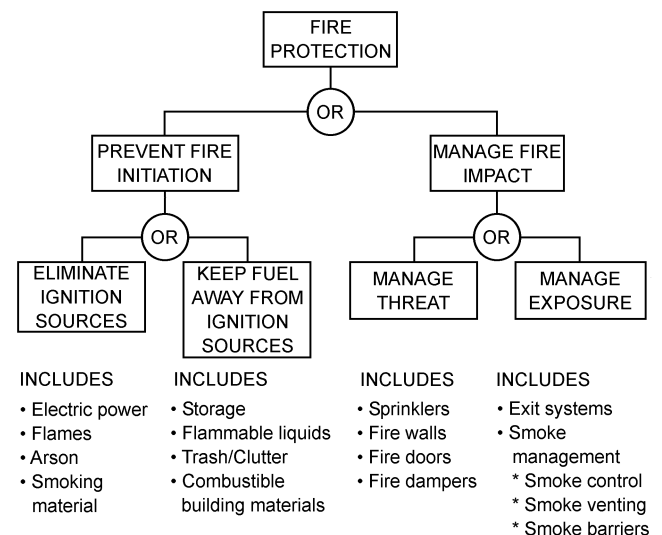 FIRE
PROTECTION
OR
PREVENT FIRE
INITIATION
MANAGE FIRE
IMPACT
OR
OR
ELIMINATE
IGNITION
SOURCES
KEEP FUEL
AWAY FROM
IGNITION
SOURCES
MANAGE
THREAT
MANAGE
EXPOSURE
INCLUDES
• Electric power
• Flames
• Arson
• Smoking
material
INCLUDES
• Storage
• Flammable liquids
• Trash/Clutter
• Combustible
building materials
INCLUDES
• Sprinklers
• Fire walls
• Fire doors
• Fire dampers
INCLUDES
• Exit systems
• Smoke
management
* Smoke control
* Smoke venting
* Smoke barriers